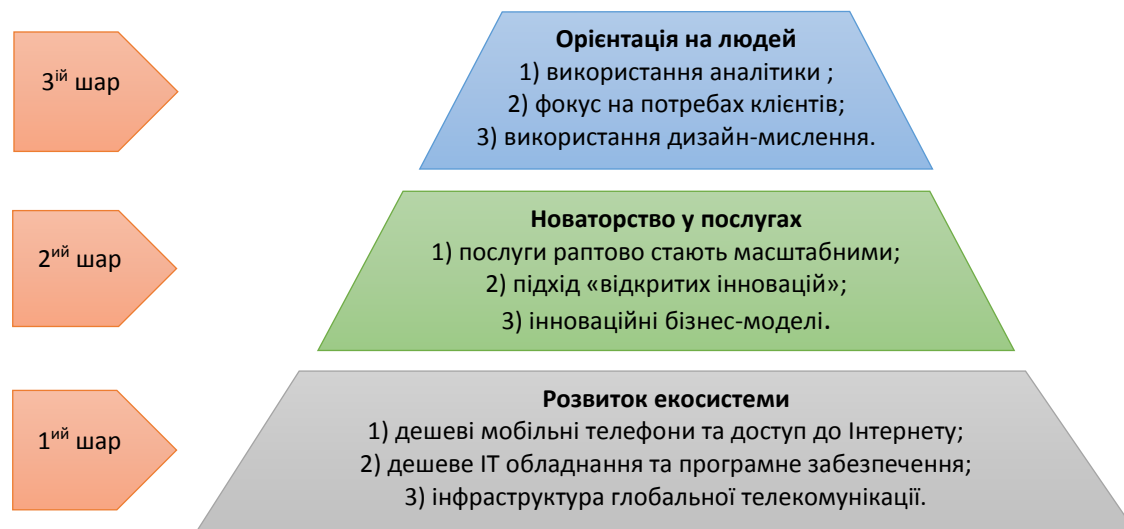 3ій шар
Орієнтація на людей
1) використання аналітики ;
2) фокус на потребах клієнтів;
3) використання дизайн-мислення.
2ий шар
Новаторство у послугах
1) послуги раптово стають масштабними;
2) підхід «відкритих інновацій»;
3) інноваційні бізнес-моделі.
1ий шар
Розвиток екосистеми
1) дешеві мобільні телефони та доступ до Інтернету;
2) дешеве ІТ обладнання та програмне забезпечення;
3) інфраструктура глобальної телекомунікації.